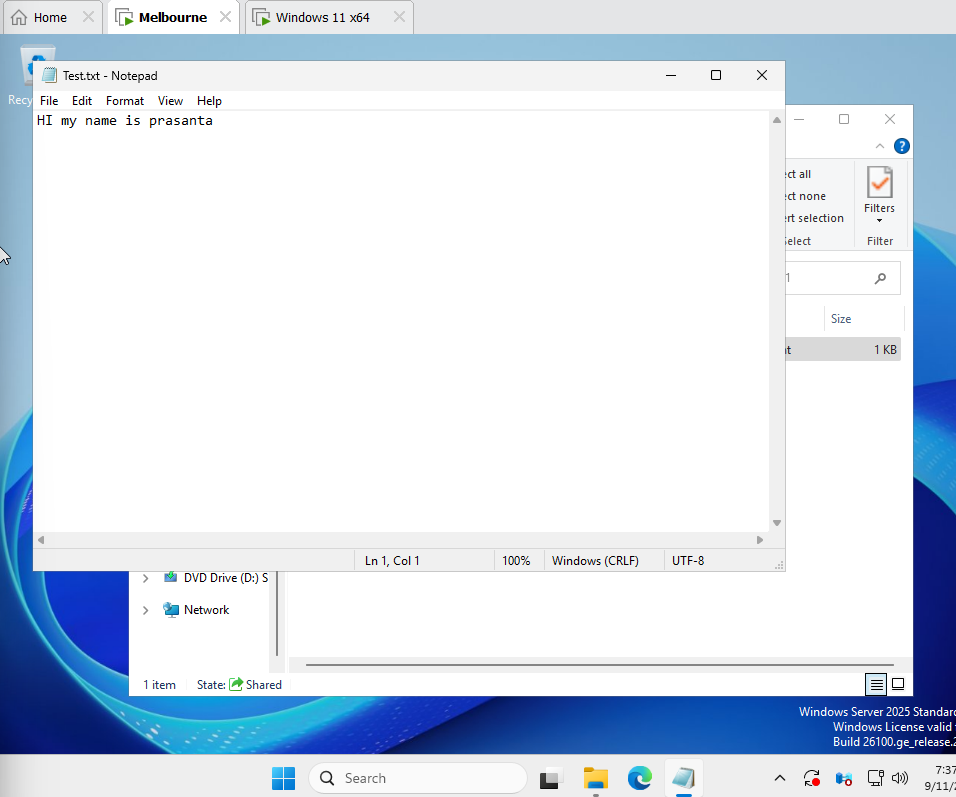 Home
Melbourne
Windows 11 x64
Test.txt - Notepad
File Edit Format View Help
HI my name is prasanta
ect all
ect none
ert selection
Select
Filters
Filter
1
Size
1 KB
Ln 1, Col 1
100%
Windows (CRLF)
UTF-8
DVD Drive (D:) S
Network
1 item
State: Shared
Windows Server 2025 Standard
Windows License valid
Build 26100.ge_release.
Search
7:37
9/11/